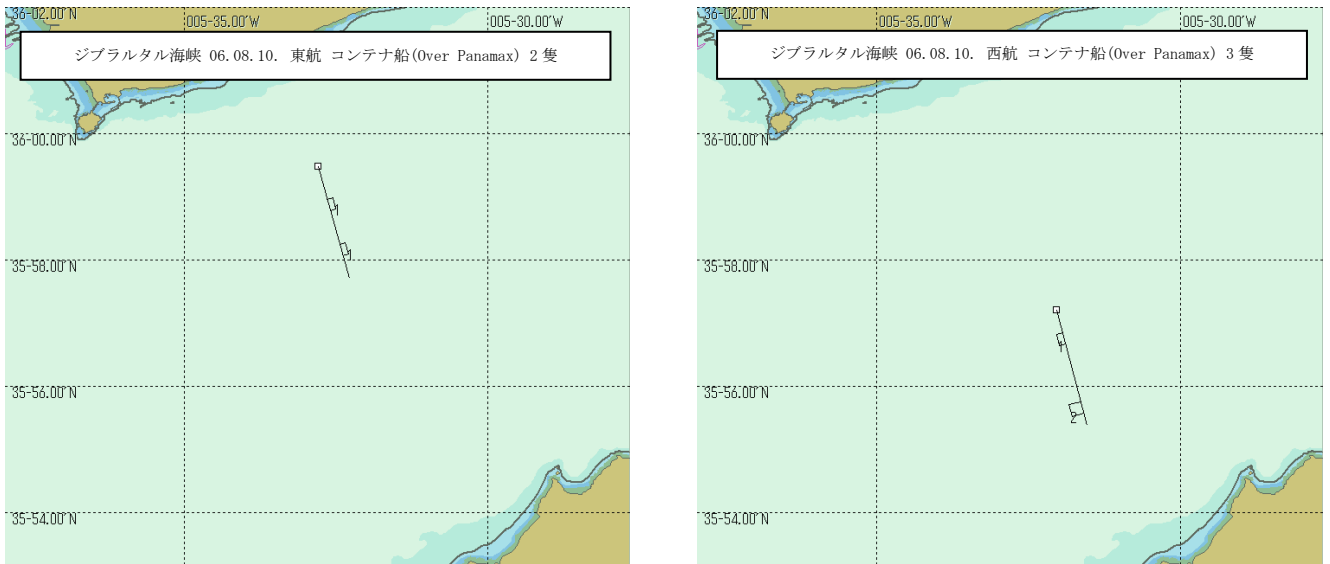 36-02.00'N
005-35.00'W
005-30.00'W
ジブラルタル海峡 06.08.10. 東航 コンテナ船(Over Panamax) 2 隻
36-00.00'N
1
1
35-58.00'N
35-56.00'N
35-54.00'N
36-02.00'N
005-35.00'W
005-30.00'W
ジブラルタル海峡 06.08.10. 西航 コンテナ船(Over Panamax) 3 隻
36-00.00'N
35-58.00'N
1
35-56.00'N
2
35-54.00'N